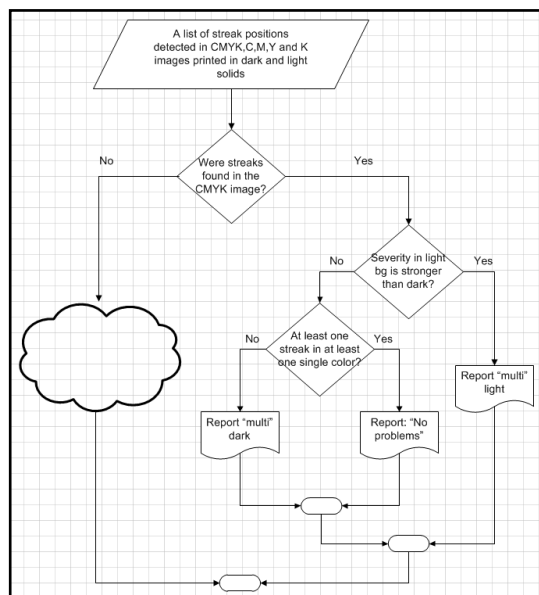 A list of streak positions
detected in CMYK,C,M,Y and K
images printed in dark and light
solids
No
Were streaks
found in the
CMYK image?
Yes
No
Severity in light
bg is stronger
than dark?
Yes
No
At least one
streak in at least
one single color?
Yes
Report “multi”
light
Report “multi”
dark
Report: “No
problems”